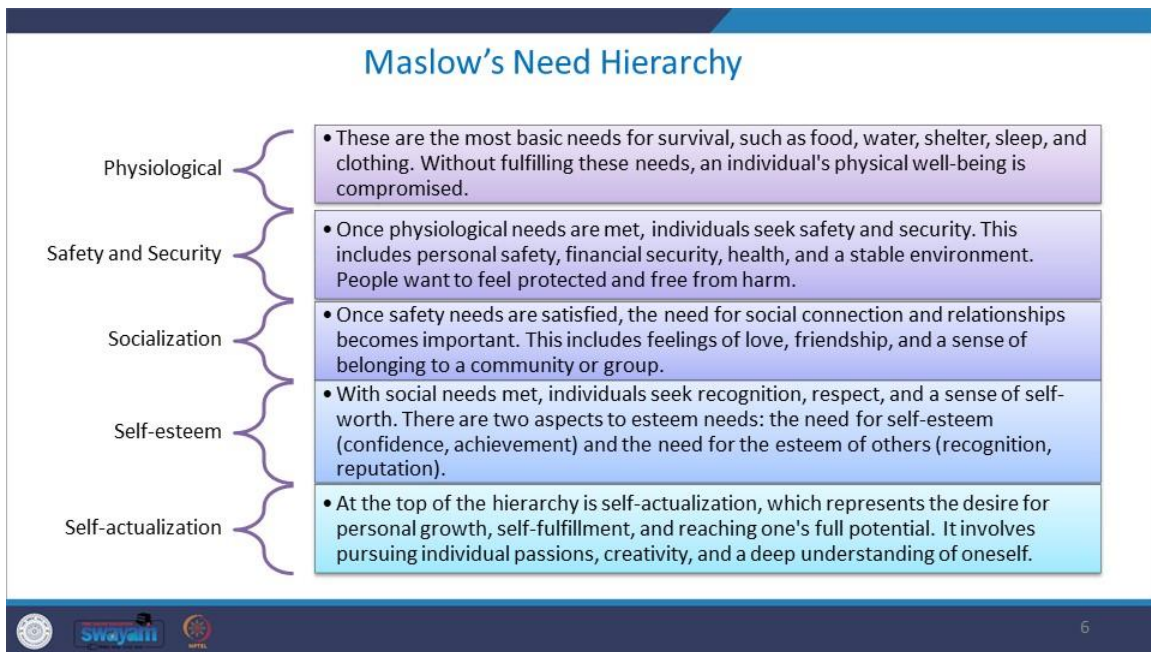 Maslow's Need Hierarchy
Physiological
• These are the most basic needs for survival, such as food, water, shelter, sleep, and
clothing. Without fulfilling these needs, an individual's physical well-being is
compromised.
Safety and Security
• Once physiological needs are met, individuals seek safety and security. This
includes personal safety, financial security, health, and a stable environment.
People want to feel protected and free from harm.
Socialization
• Once safety needs are satisfied, the need for social connection and relationships
becomes important. This includes feelings of love, friendship, and a sense of
belonging to a community or group.
Self-esteem
• With social needs met, individuals seek recognition, respect, and a sense of self-
worth. There are two aspects to esteem needs: the need for self-esteem
(confidence, achievement) and the need for the esteem of others (recognition,
reputation).
Self-actualization
• At the top of the hierarchy is self-actualization, which represents the desire for
personal growth, self-fulfillment, and reaching one's full potential. It involves
pursuing individual passions, creativity, and a deep understanding of oneself.
swayam
NPTEL
6